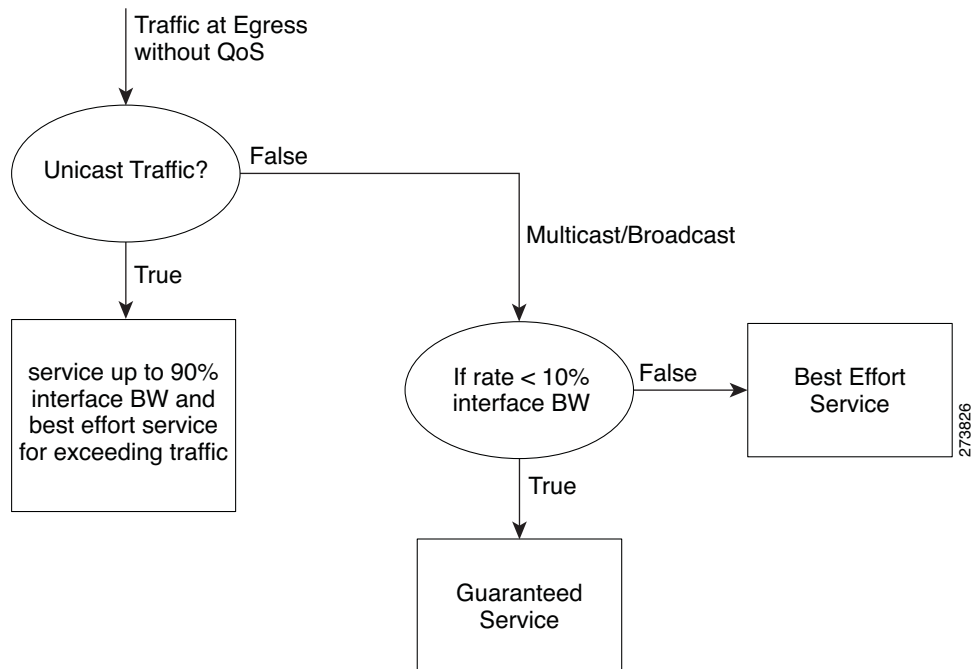 Traffic at Egress
without QoS
Unicast Traffic?
False
Multicast/Broadcast
True
service up to 90%
interface BW and
best effort service
for exceeding traffic
If rate < 10%
interface BW
False
Best Effort
Service
True
Guaranteed
Service
273826